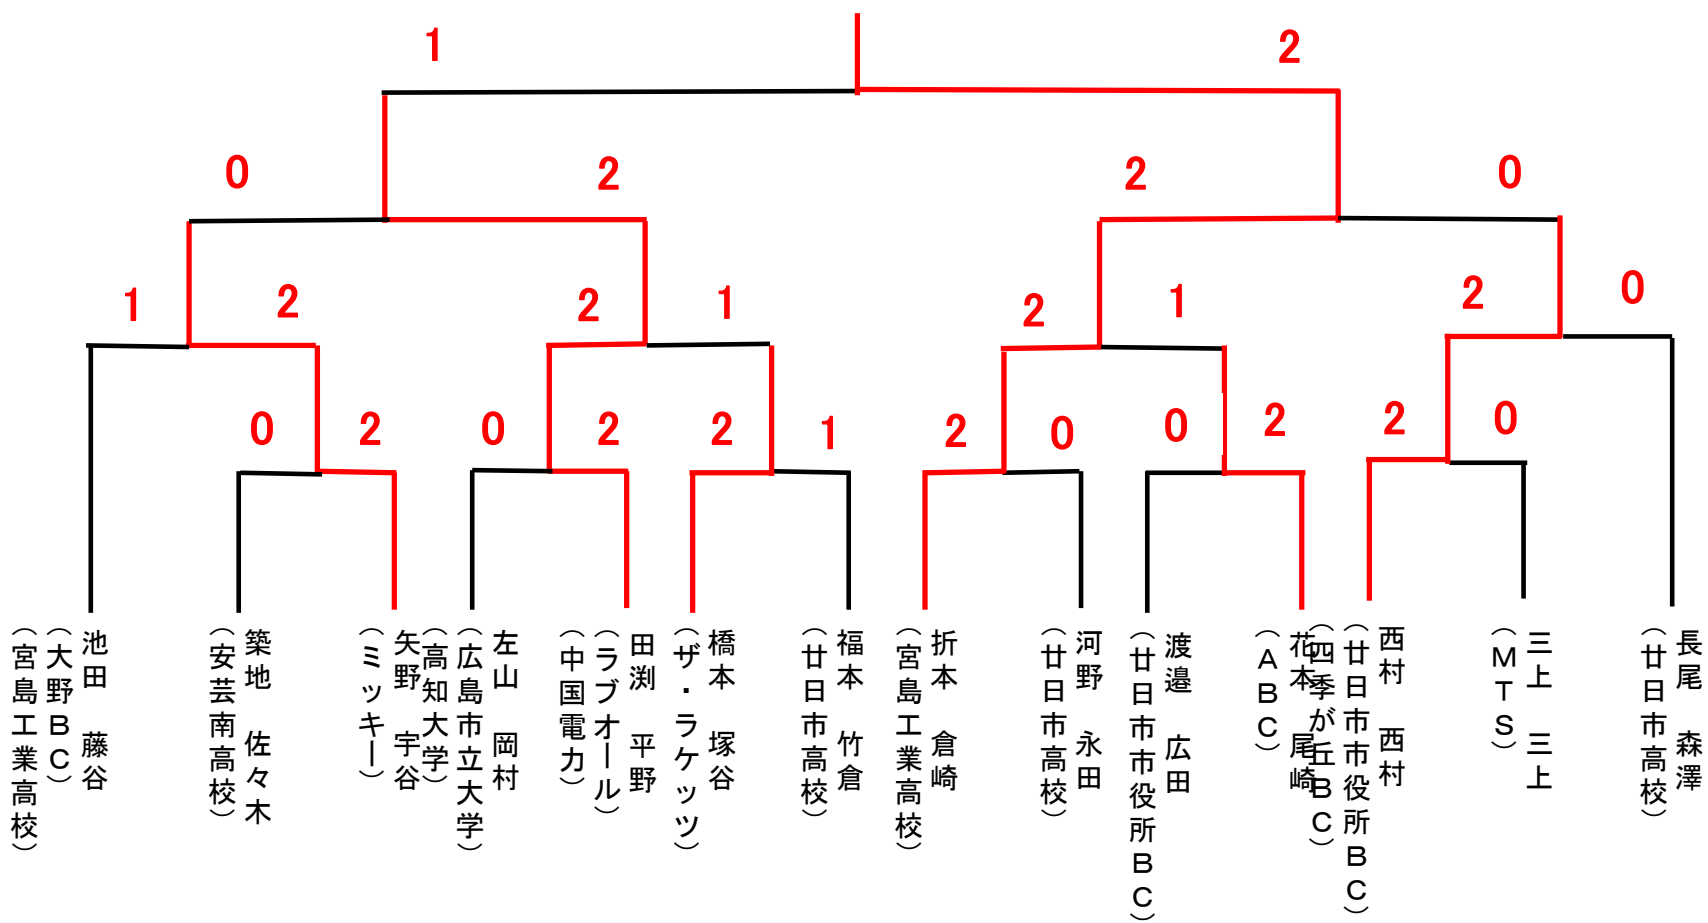 1
2
0
2
2
0
1
2
2
1
2
1
2
0
0
2
0
2
2
1
2
0
0
2
2
0
池田　藤谷
(大野BC)
(宮島工業高校)
築地　佐々木
(安芸南高校)
矢野　宇谷
(ミッキー)
左山　岡村
(広島市立大学)
(高知大学)
田渕　平野
(ラブオール)
(中国電力)
橋本　塚谷
(ザ・ラケッツ)
福本　竹倉
(廿日市高校)
折本　倉崎
(宮島工業高校)
河野　永田
(廿日市高校)
渡邉　広田
(廿日市市役所BC)
花本　尾崎
(ABC)
西村　西村
(廿日市市役所BC)
(四季が丘BC)
三上　三上
(MTS)
長尾　森澤
(廿日市高校)